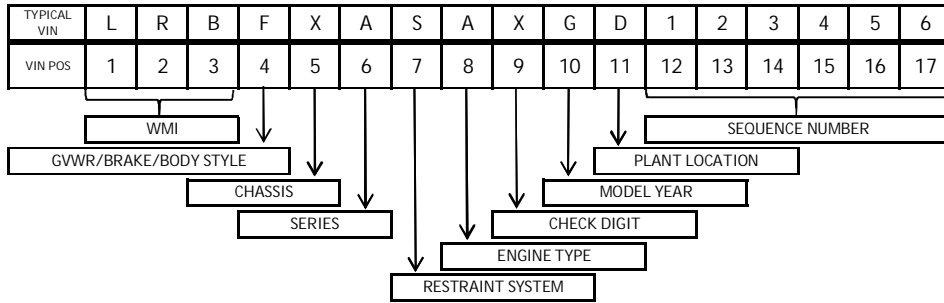 TYPICAL VIN L R B F X A S A X G D 1 2 3 4 5 6
VIN POS 1 2 3 4 5 6 7 8 9 10 11 12 13 14 15 16 17
WMI SEQUENCE NUMBER
GVWR/BRAKE/BODY STYLE PLANT LOCATION
CHASSIS MODEL YEAR
SERIES CHECK DIGIT
ENGINE TYPE
RESTRAINT SYSTEM